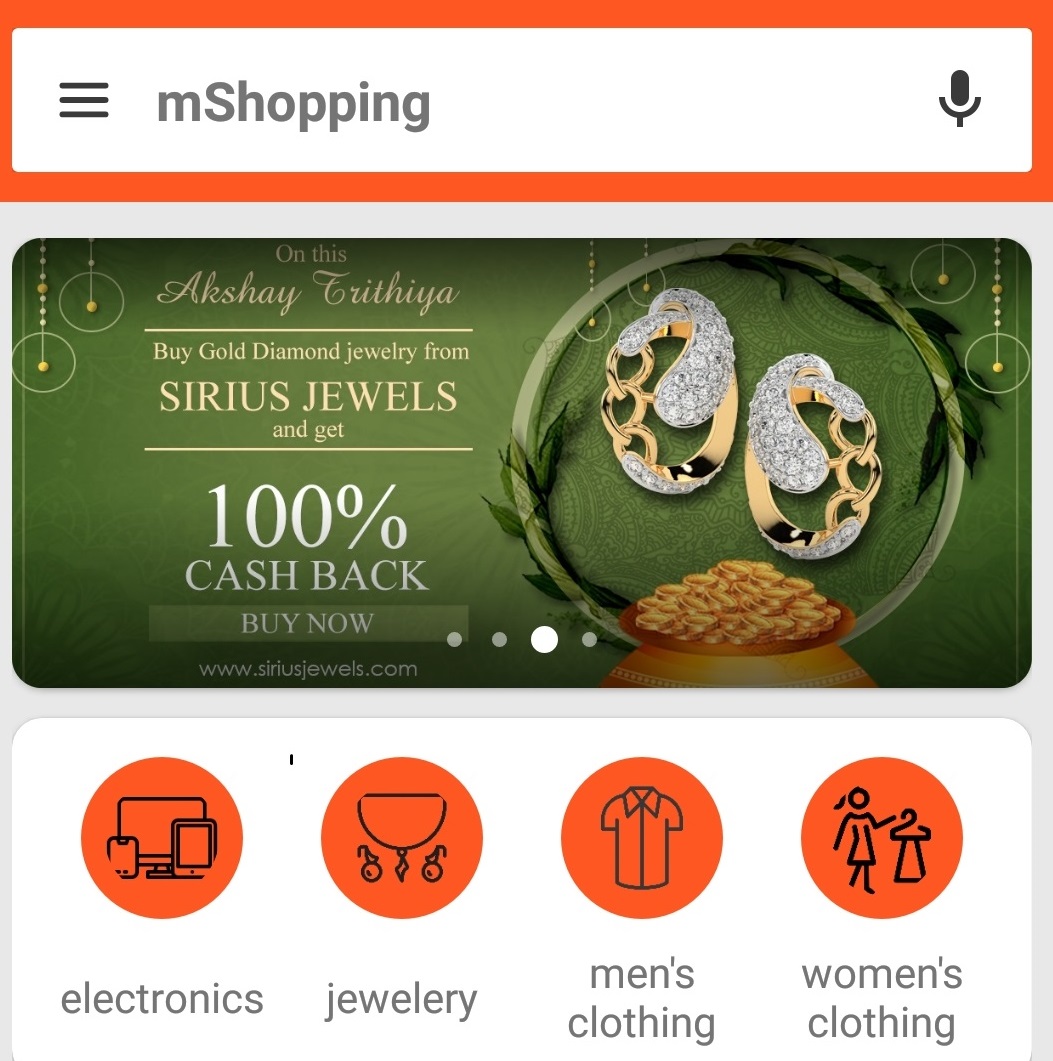 mShopping
On this
Akshay Trithiya
Buy Gold Diamond jewelry from
SIRIUS JEWELS
and get
100%
CASH BACK
BUY NOW
www.siriusjewels.com
electronics
jewelery
men's
clothing
women's
clothing